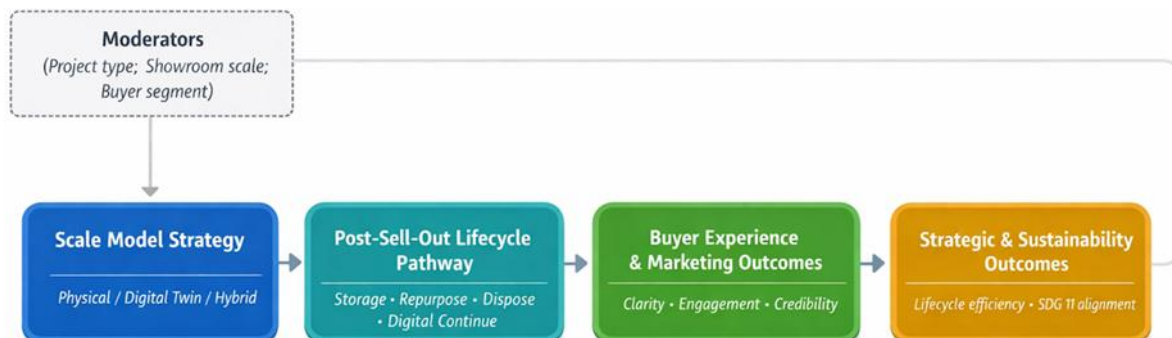 Moderators
(Project type; Showroom scale;
Buyer segment)
Scale Model Strategy
Physical / Digital Twin / Hybrid
Post-Sell-Out Lifecycle
Pathway
Storage • Repurpose • Dispose
• Digital Continue
Buyer Experience
& Marketing Outcomes
Clarity • Engagement • Credibility
Strategic & Sustainability
Outcomes
Lifecycle efficiency • SDG 11 alignment